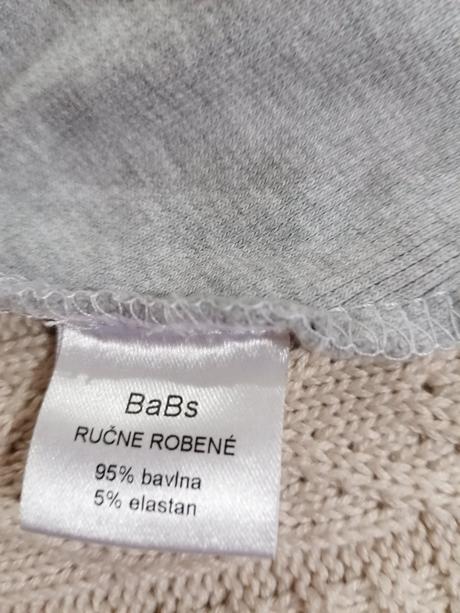 BaBs
RUČNE ROBENÉ
95% bavlna
5% elastan